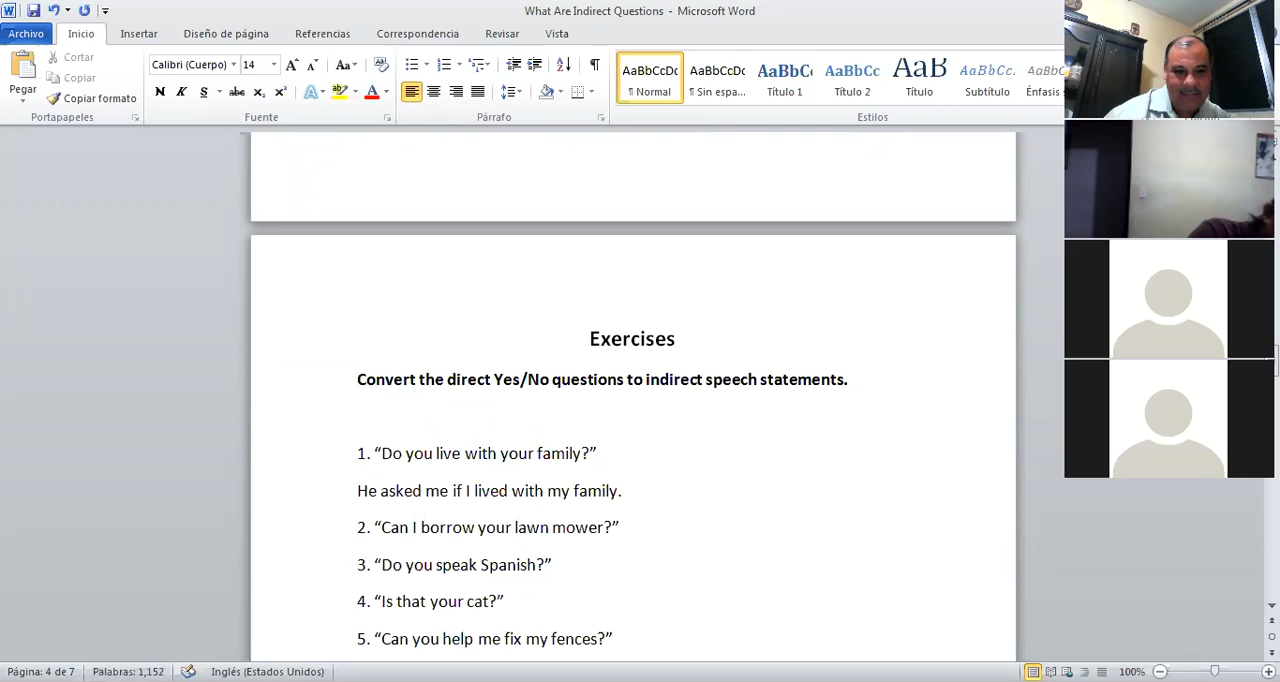 What Are Indirect Questions - Microsoft Word
Archivo Inicio Insertar Diseño de página Referencias Correspondencia Revisar Vista
Pegar
Cortar
Copiar
Copiar formato
Portapapeles
Calibri (Cuerpo) 14
Fuente
Párrafo
AaBbCcDc AaBbCcDc AaBbC AaBbCc AaB AaBbCc. AaBbCc
¶ Normal ¶ Sin espa... Título 1 Título 2 Título Subtítulo Énfasis
Estilos
Exercises
Convert the direct Yes/No questions to indirect speech statements.
1. “Do you live with your family?”
He asked me if I lived with my family.
2. “Can I borrow your lawn mower?”
3. “Do you speak Spanish?”
4. “Is that your cat?”
5. “Can you help me fix my fences?”
Página: 4 de 7 Palabras: 1,152 Inglés (Estados Unidos) 100%